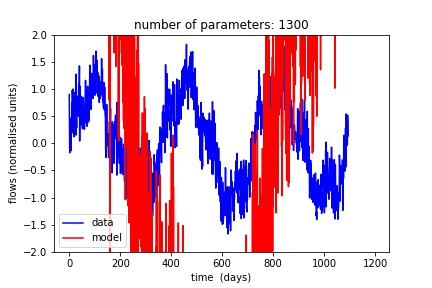 number of parameters: 1300
flows (normalised units)
2.0
1.5
1.0
0.5
0.0
−0.5
−1.0
−1.5
−2.0
data
model
0 200 400 600 800 1000 1200
time (days)